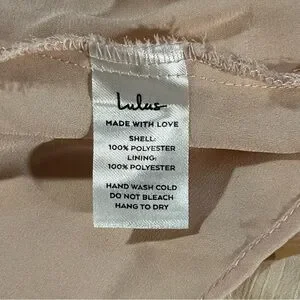 Lulus
MADE WITH LOVE
SHELL:
100% POLYESTER
LINING:
100% POLYESTER
HAND WASH COLD
DO NOT BLEACH
HANG TO DRY